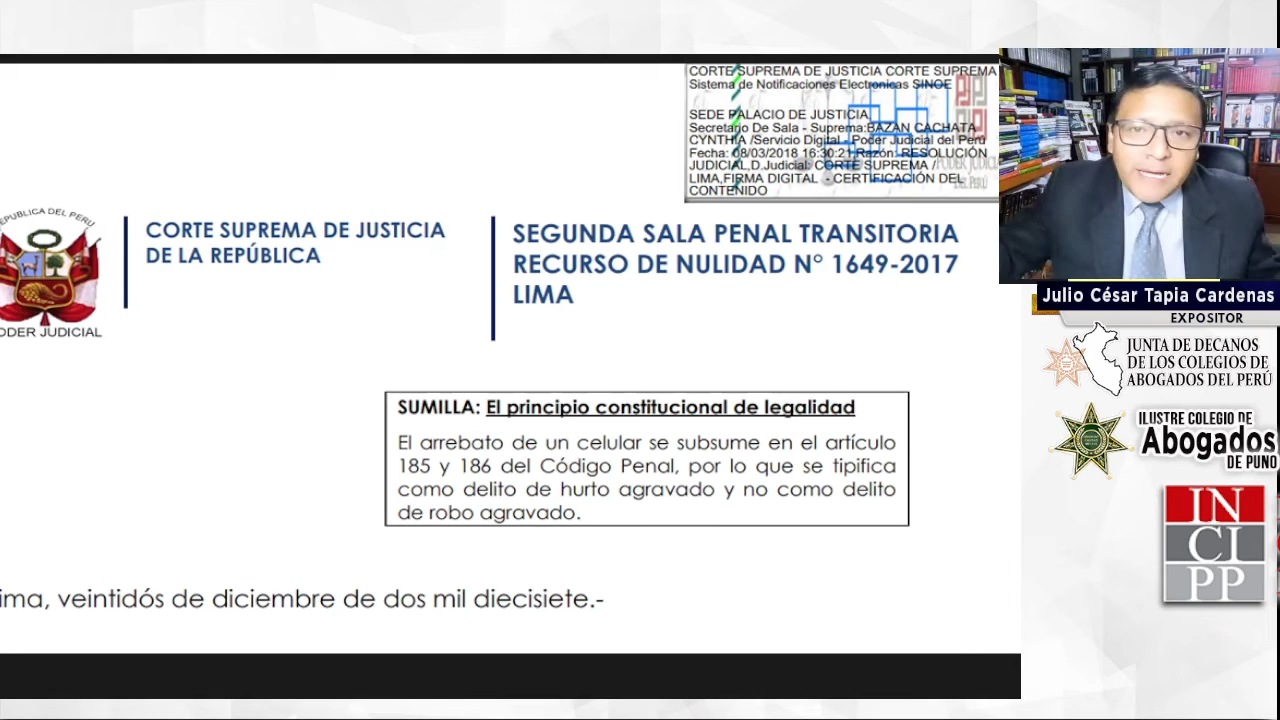 CORTE SUPREMA DE JUSTICIA CORTE SUPREMA
Sistema de Notificaciones Electronicas SINOE
SEDE PALACIO DE JUSTICIA,
Secretario De Sala - Suprema:BAZAN CACHATA
CYNTHIA /Servicio Digital - Poder Judicial del Perú
Fecha: 08/03/2018 16:30:21,Razón: RESOLUCIÓN
JUDICIAL,D.Judicial: CORTE SUPREMA /
LIMA,FIRMA DIGITAL - CERTIFICACIÓN DEL
CONTENIDO
EPUBLICA DEL PERÚ
ODER JUDICIAL
CORTE SUPREMA DE JUSTICIA
DE LA REPÚBLICA
SEGUNDA SALA PENAL TRANSITORIA
RECURSO DE NULIDAD N° 1649-2017
LIMA
SUMILLA: El principio constitucional de legalidad
El arrebato de un celular se subsume en el artículo
185 y 186 del Código Penal, por lo que se tipifica
como delito de hurto agravado y no como delito
de robo agravado.
ima, veintidós de diciembre de dos mil diecisiete.-
Julio César Tapia Cardenas
EXPOSITOR
JUNTA DE DECANOS
DE LOS COLEGIOS DE
ABOGADOS DEL PERÚ
ILUSTRE COLEGIO DE
Abogados
DE PUNO
IN
CI
PP